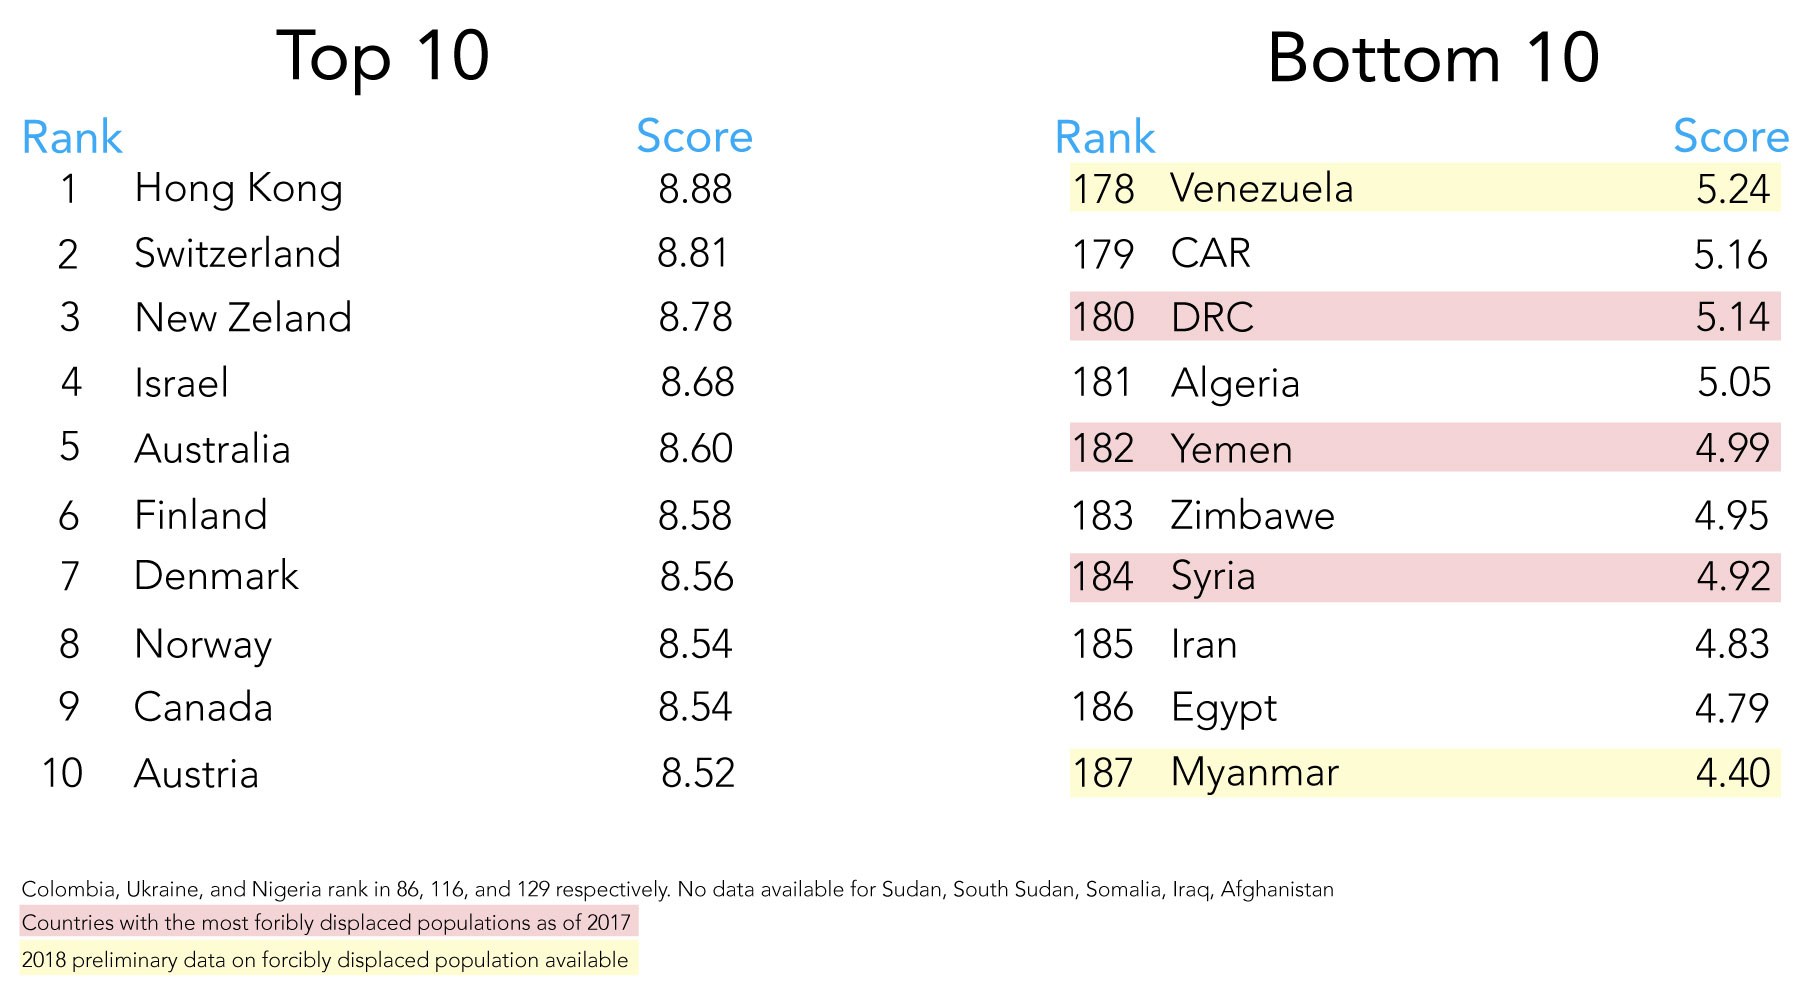 Top 10
Rank Score
1 Hong Kong 8.88
2 Switzerland 8.81
3 New Zeland 8.78
4 Israel 8.68
5 Australia 8.60
6 Finland 8.58
7 Denmark 8.56
8 Norway 8.54
9 Canada 8.54
10 Austria 8.52
Bottom 10
Rank Score
178 Venezuela 5.24
179 CAR 5.16
180 DRC 5.14
181 Algeria 5.05
182 Yemen 4.99
183 Zimbawe 4.95
184 Syria 4.92
185 Iran 4.83
186 Egypt 4.79
187 Myanmar 4.40
Colombia, Ukraine, and Nigeria rank in 86, 116, and 129 respectively. No data available for Sudan, South Sudan, Somalia, Iraq, Afghanistan
Countries with the most foribly displaced populations as of 2017
2018 preliminary data on forcibly displaced population available